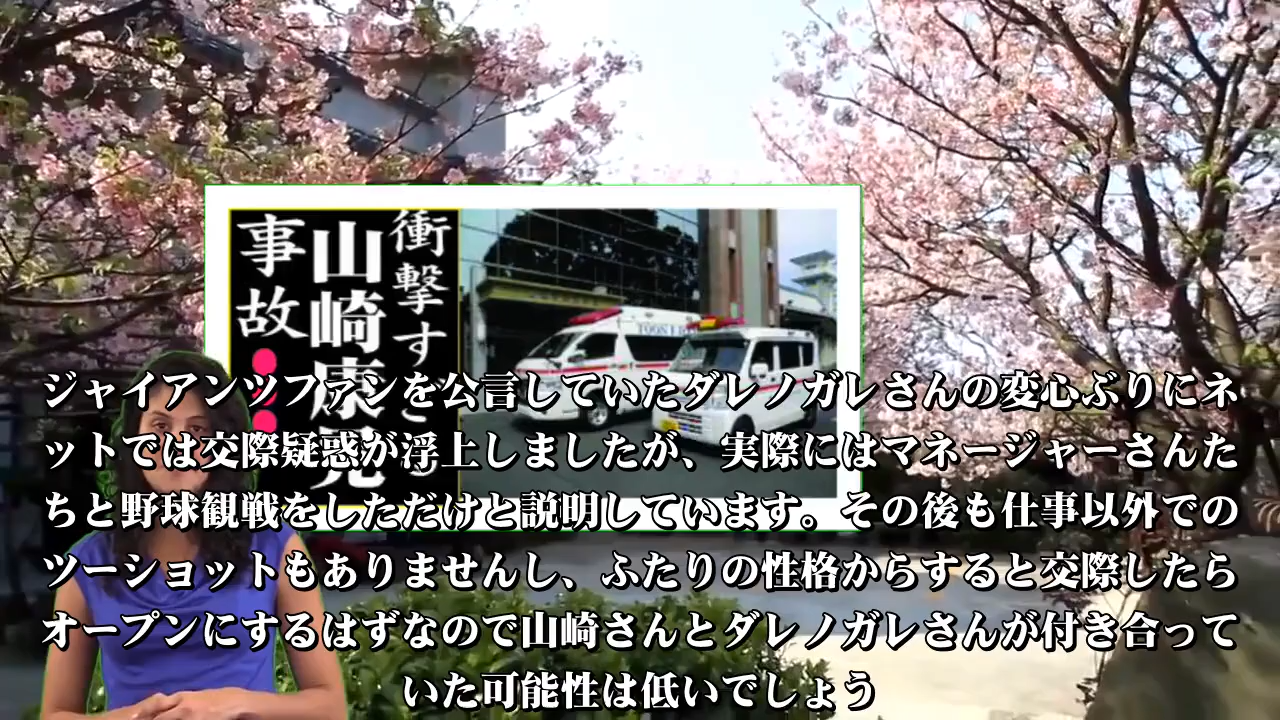 衝撃すぎ
山崎康晃
事故
ジャイアンツファンを公言していたダレノガレさんの変心ぶりにネ
ットでは交際疑惑が浮上しましたが、実際にはマネージャーさんた
ちと野球観戦をしただけと説明しています。その後も仕事以外での
ツーショットもありませんし、ふたりの性格からすると交際したら
オープンにするはずなので山崎さんとダレノガレさんが付き合って
いた可能性は低いでしょう